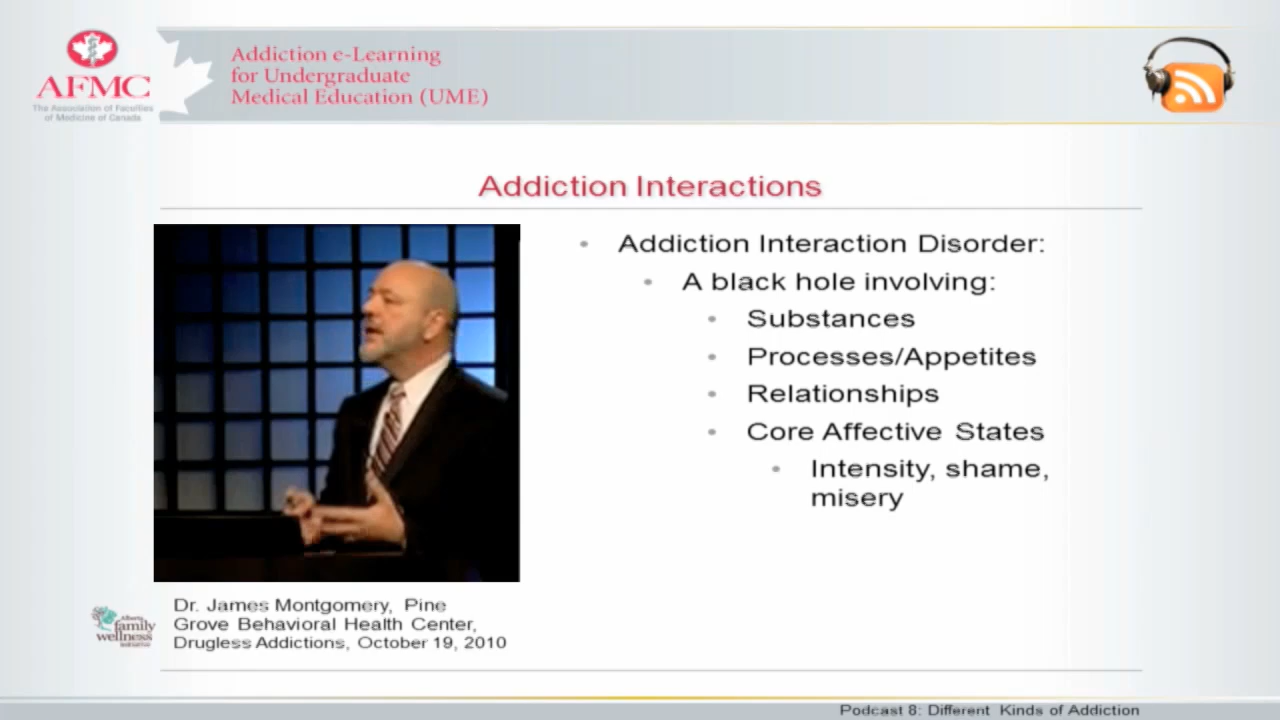 AFMC
The Association of Faculties
of Medicine of Canada
Addiction e-Learning
for Undergraduate
Medical Education (UME)
Addiction Interactions
• Addiction Interaction Disorder:
• A black hole involving:
• Substances
• Processes/Appetites
• Relationships
• Core Affective States
• Intensity, shame,
misery
Alberta
family
wellness
initiative
Dr. James Montgomery, Pine
Grove Behavioral Health Center,
Drugless Addictions, October 19, 2010
Podcast 8: Different Kinds of Addiction